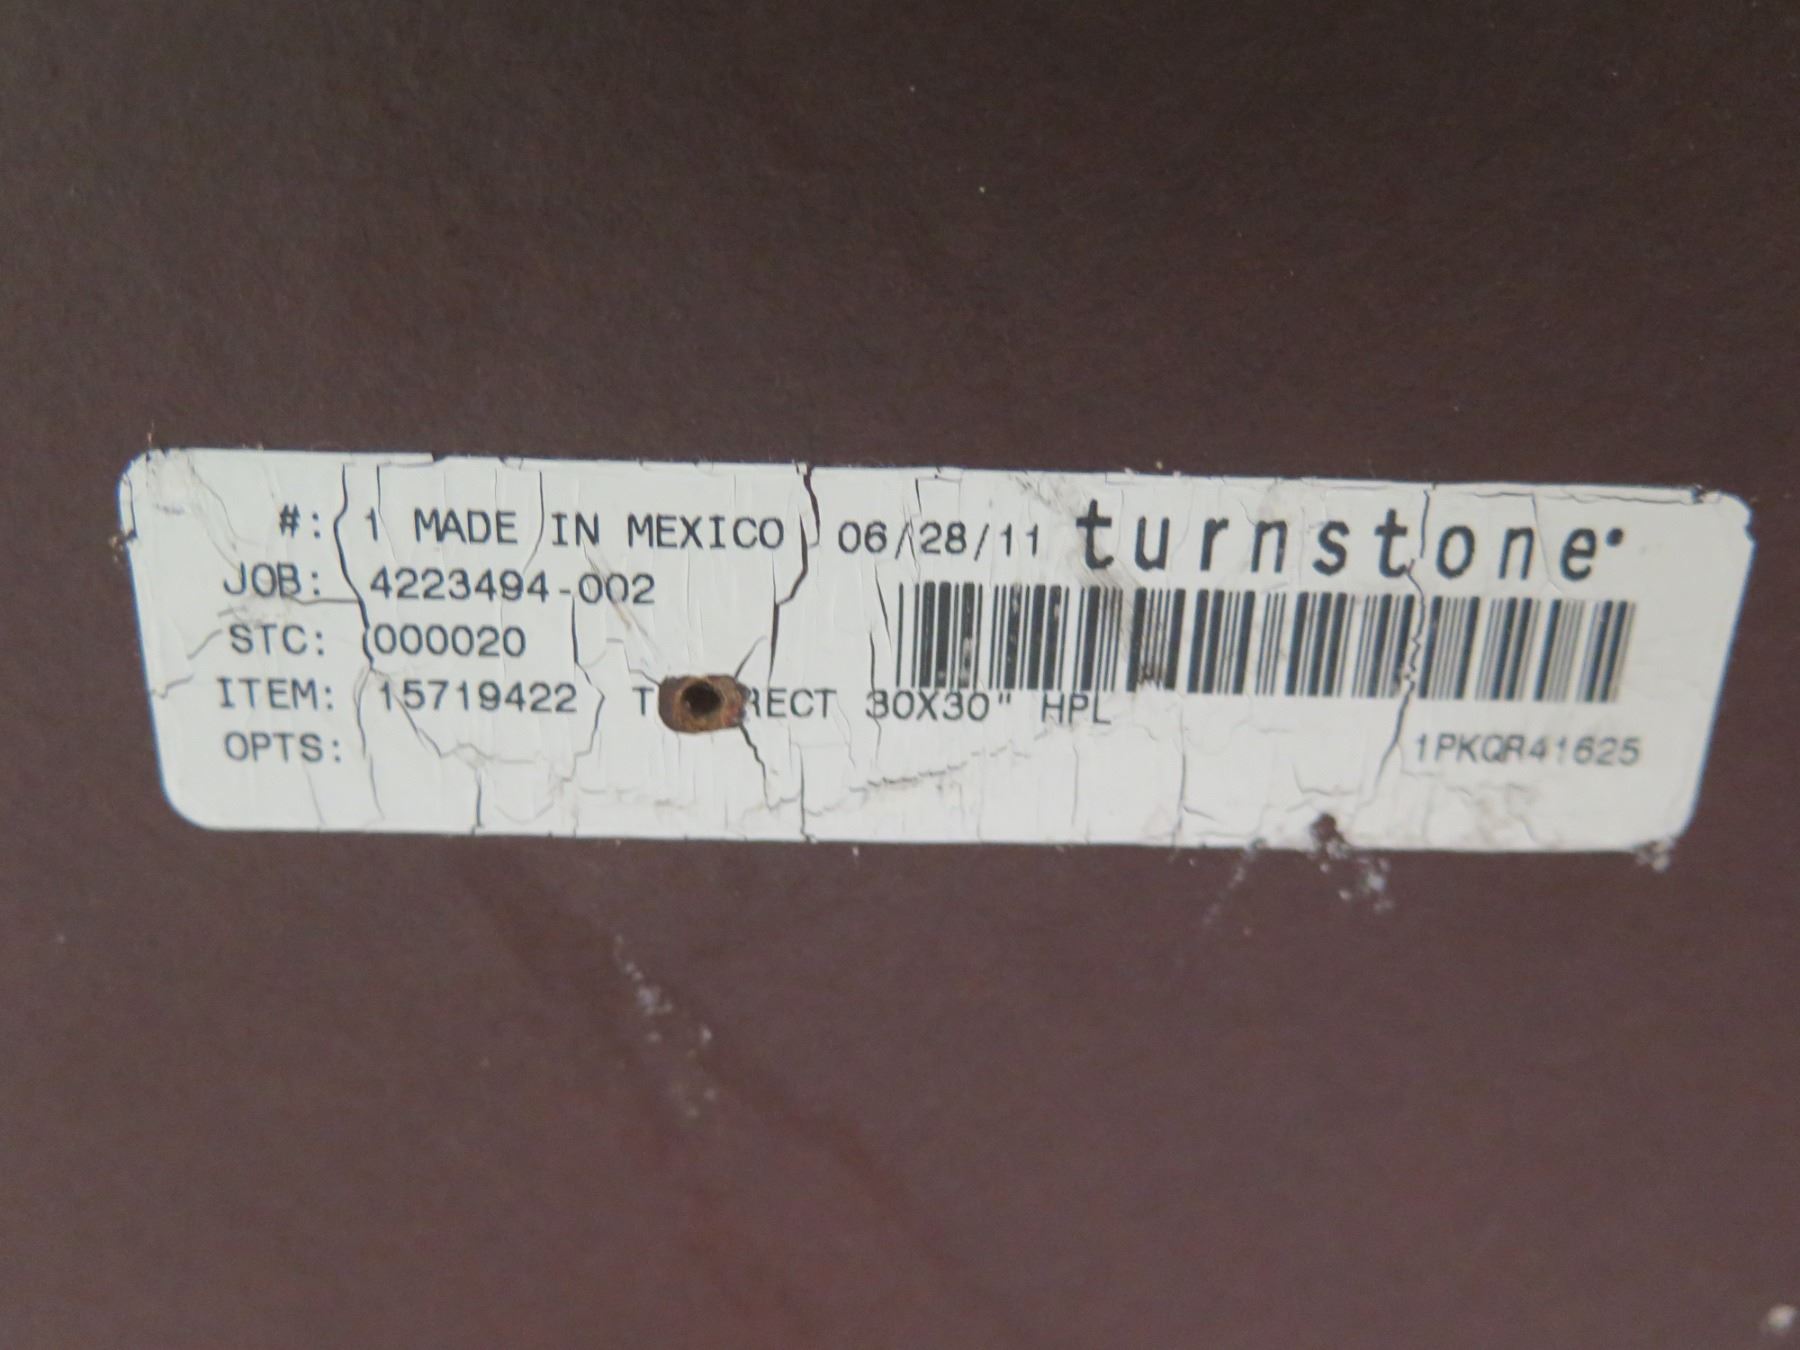 #: 1 MADE IN MEXICO 06/28/11 turnstone
JOB: 4223494-002
STC: 000020
ITEM: 15719422 30X30" HPL
OPTS:
1PKQR41625